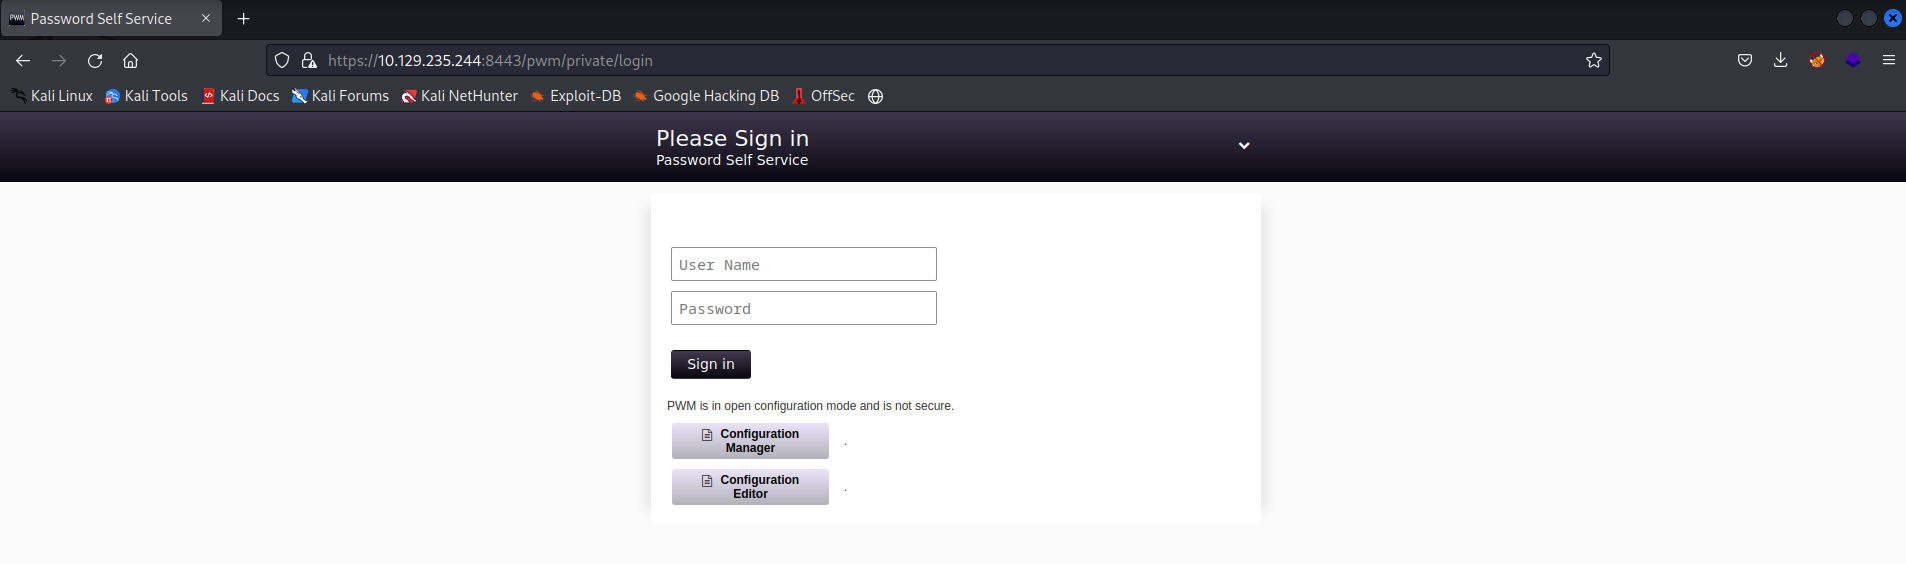 PWM Password Self Service
https://10.129.235.244:8443/pwm/private/login
Kali Linux Kali Tools Kali Docs Kali Forums Kali NetHunter Exploit-DB Google Hacking DB OffSec
Please Sign in
Password Self Service
User Name
Password
Sign in
PWM is in open configuration mode and is not secure.
Configuration
Manager .
Configuration
Editor .